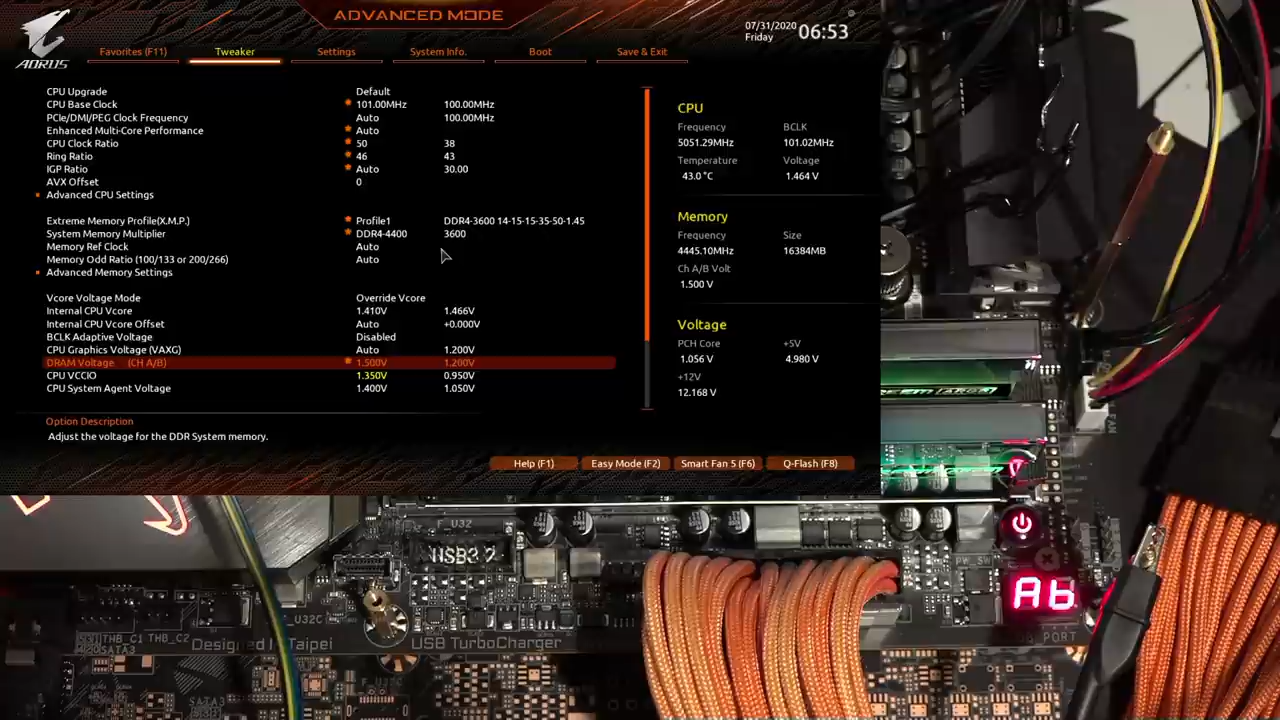 ADVANCED MODE
AORUS
07/31/2020
Friday
06:53
Favorites (F11) Tweaker Settings System Info. Boot Save & Exit
CPU Upgrade Default
CPU Base Clock 101.00MHz 100.00MHz
PCIe/DMI/PEG Clock Frequency Auto 100.00MHz
Enhanced Multi-Core Performance Auto
CPU Clock Ratio 50 38
Ring Ratio 46 43
IGP Ratio Auto 30.00
AVX Offset 0
Advanced CPU Settings
Extreme Memory Profile(X.M.P.) Profile1 DDR4-3600 14-15-15-35-50-1.45
System Memory Multiplier DDR4-4400 3600
Memory Ref Clock Auto
Memory Odd Ratio (100/133 or 200/266) Auto
Advanced Memory Settings
Vcore Voltage Mode Override Vcore
Internal CPU Vcore 1.410V 1.466V
Internal CPU Vcore Offset Auto +0.000V
BCLK Adaptive Voltage Disabled
CPU Graphics Voltage (VAXG) Auto 1.200V
DRAM Voltage (CH A/B) 1.500V 1.200V
CPU VCCIO 1.350V 0.950V
CPU System Agent Voltage 1.400V 1.050V
CPU
Frequency BCLK
5051.29MHz 101.02MHz
Temperature Voltage
43.0 °C 1.464 V
Memory
Frequency Size
4445.10MHz 16384MB
Ch A/B Volt
1.500 V
Voltage
PCH Core +5V
1.056 V 4.980 V
+12V
12.168 V
Option Description
Adjust the voltage for the DDR System memory.
Help (F1) Easy Mode (F2) Smart Fan 5 (F6) Q-Flash (F8)
FAN
F_U32
USB3 2
PW_SW
Ab
THB_C1 THB_C2
Designed in Taipei
USB TurboCharger
PORT
SATA3